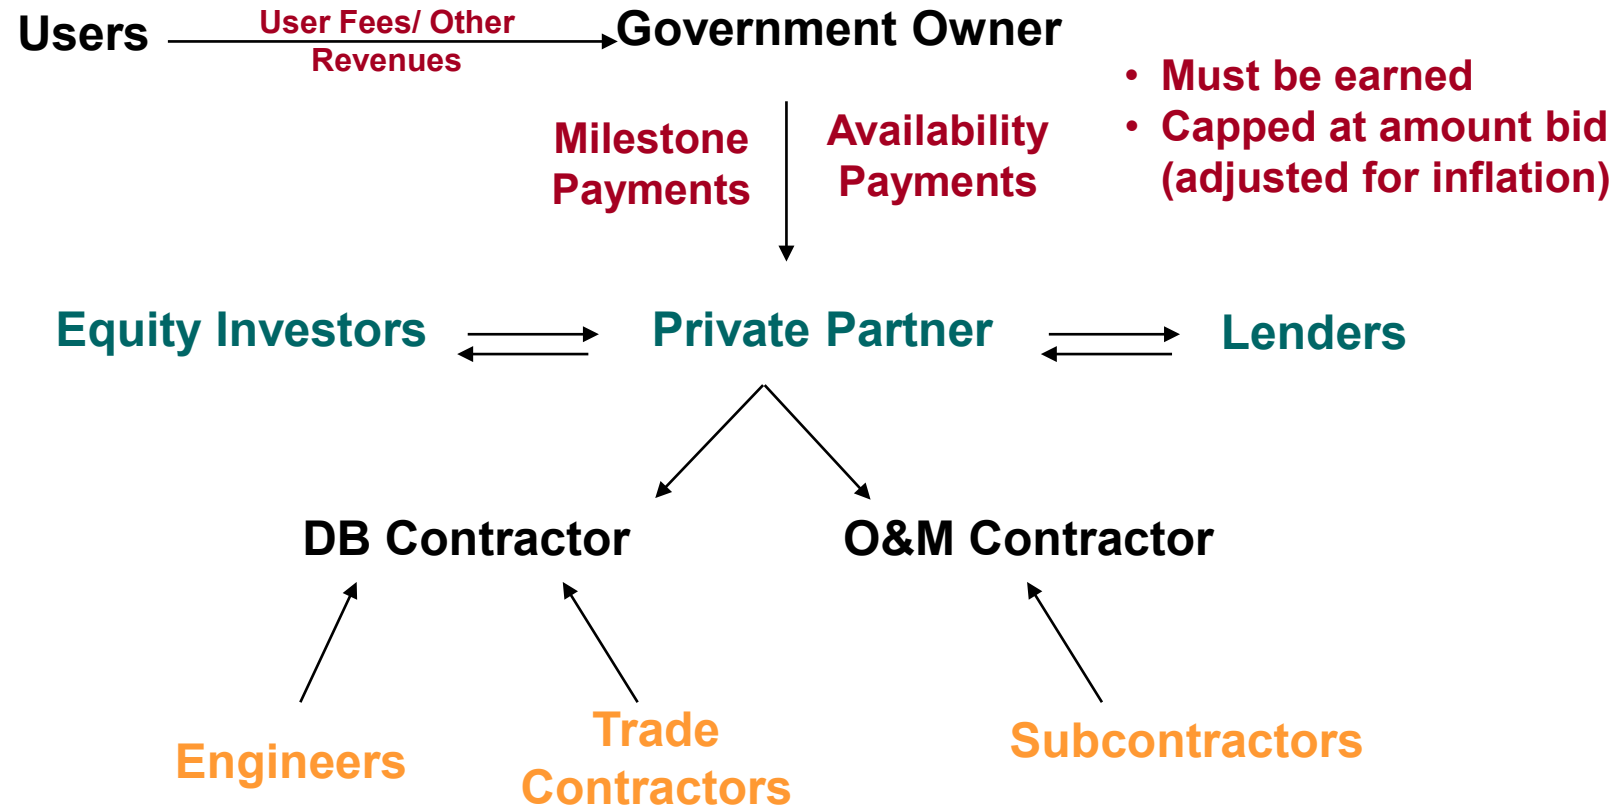 Users
User Fees/ Other
Revenues
Government Owner
• Must be earned
• Capped at amount bid
(adjusted for inflation)
Milestone
Payments
Availability
Payments
Equity Investors
Private Partner
Lenders
DB Contractor
O&M Contractor
Engineers
Trade
Contractors
Subcontractors